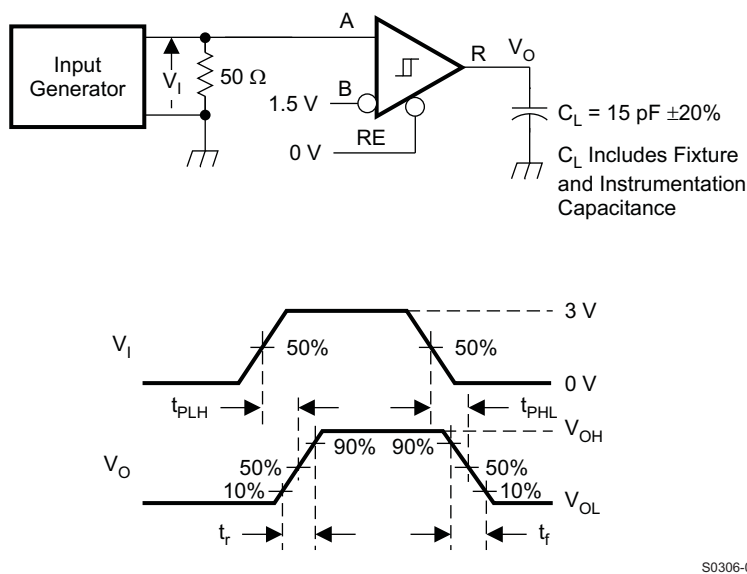 Input
Generator
V_I
50 Ω
A
B
1.5 V
RE
0 V
R
V_O
C_L = 15 pF ±20%
C_L Includes Fixture
and Instrumentation
Capacitance
V_I
50%
50%
3 V
0 V
t_PLH
t_PHL
V_O
90%
90%
V_OH
50%
50%
10%
10%
V_OL
t_r
t_f